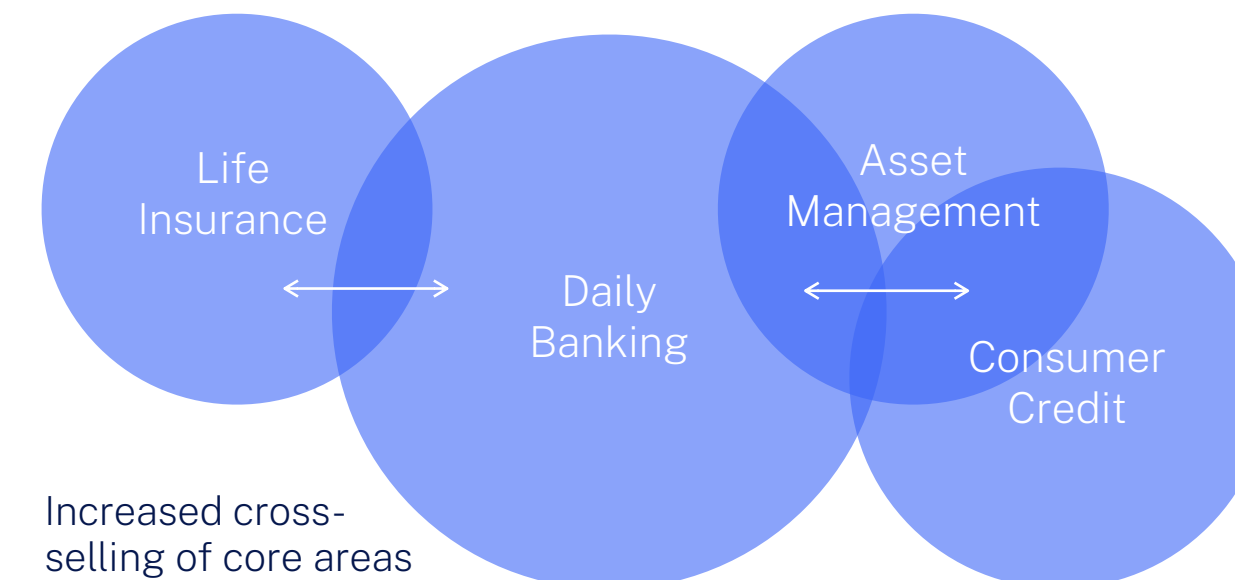 Life
Insurance
Daily
Banking
Asset
Management
Consumer
Credit
Increased cross-
selling of core areas